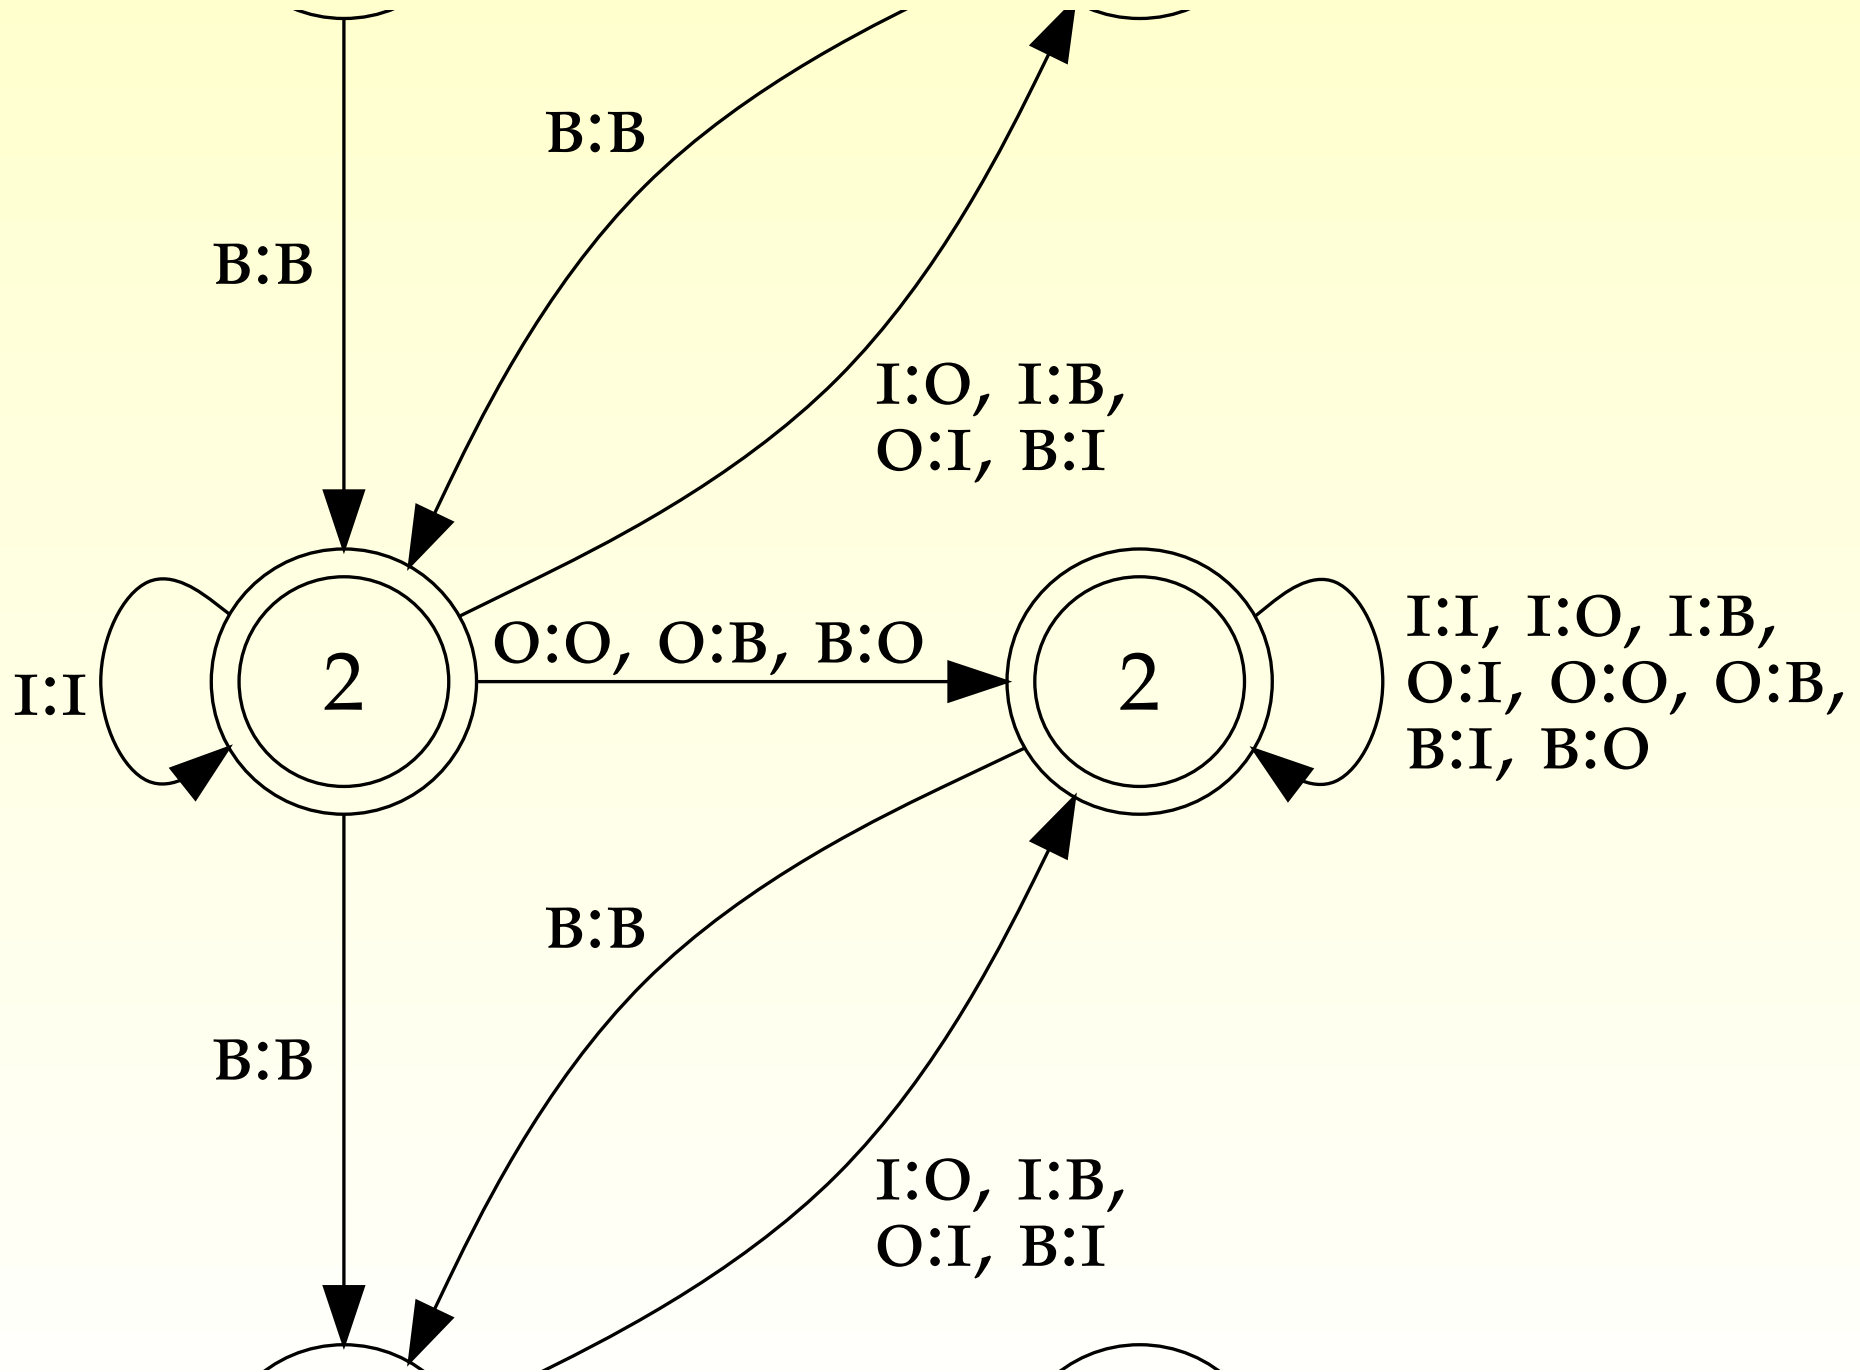 B:B
B:B
I:O, I:B,
O:I, B:I
I:I
2
O:O, O:B, B:O
2
I:I, I:O, I:B,
O:I, O:O, O:B,
B:I, B:O
B:B
B:B
I:O, I:B,
O:I, B:I